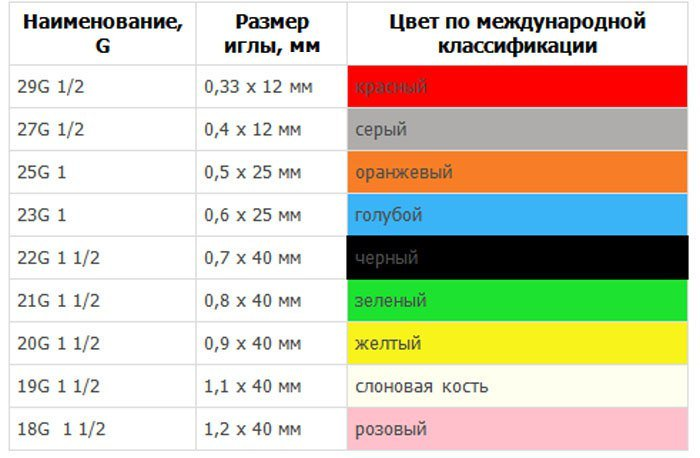 Наименование, Размер Цвет по международной
G иглы, мм классификации
29G 1/2 0,33 x 12 мм красный
27G 1/2 0,4 x 12 мм серый
25G 1 0,5 x 25 мм оранжевый
23G 1 0,6 x 25 мм голубой
22G 1 1/2 0,7 x 40 мм черный
21G 1 1/2 0,8 x 40 мм зеленый
20G 1 1/2 0,9 x 40 мм желтый
19G 1 1/2 1,1 x 40 мм слоновая кость
18G 1 1/2 1,2 x 40 мм розовый